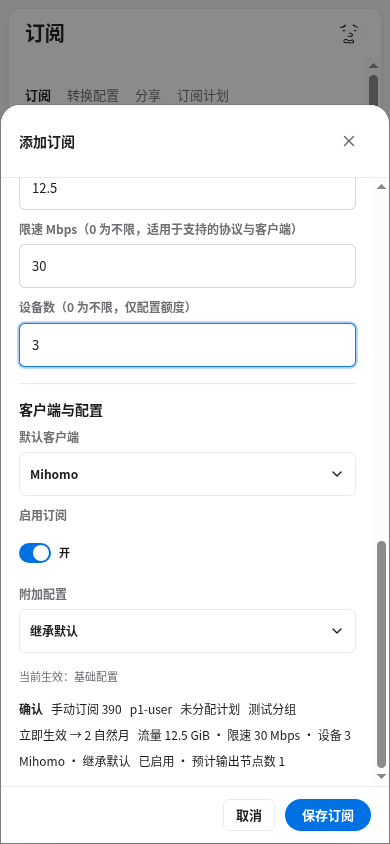 订阅
订阅 转换配置 分享 订阅计划
添加订阅
12.5
限速 Mbps（0 为不限，适用于支持的协议与客户端）
30
设备数（0 为不限，仅配置额度）
3
客户端与配置
默认客户端
Mihomo
启用订阅
开
附加配置
继承默认
当前生效：基础配置
确认 手动订阅 390 p1-user 未分配计划 测试分组
立即生效 → 2 自然月 流量 12.5 GiB · 限速 30 Mbps · 设备 3
Mihomo · 继承默认 已启用 · 预计输出节点数 1
取消 保存订阅